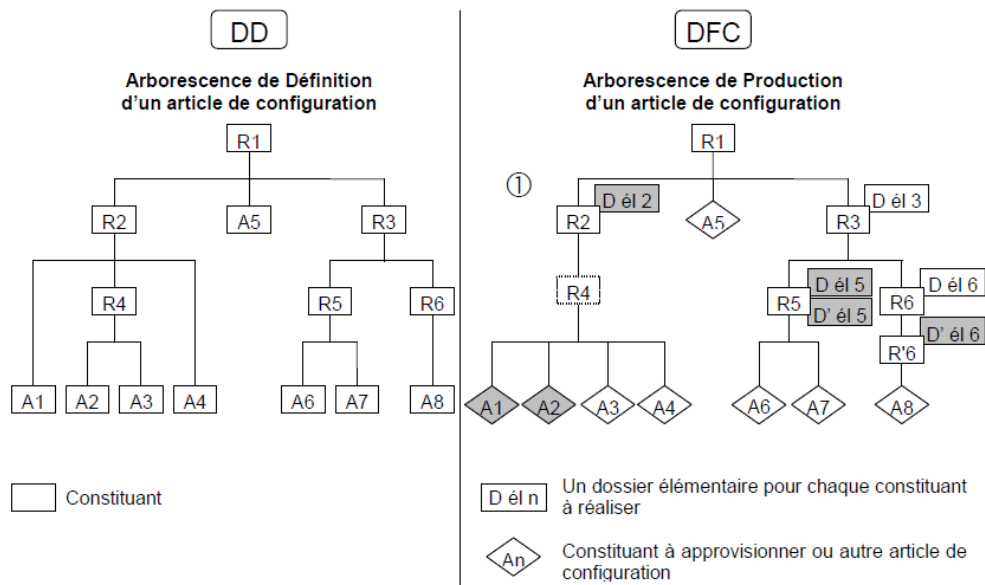 DD
Arborescence de Définition
d'un article de configuration
R1
R2
A5
R3
R4
R5
R6
A1
A2
A3
A4
A6
A7
A8
Constituant
DFC
Arborescence de Production
d'un article de configuration
R1
①
D él 2
D él 3
R2
A5
R3
R4
D él 5
D él 6
R5
R6
D' él 5
D' él 6
R'6
A1
A2
A3
A4
A6
A7
A8
D él n
Un dossier élémentaire pour chaque constituant
à réaliser
An
Constituant à approvisionner ou autre article de
configuration